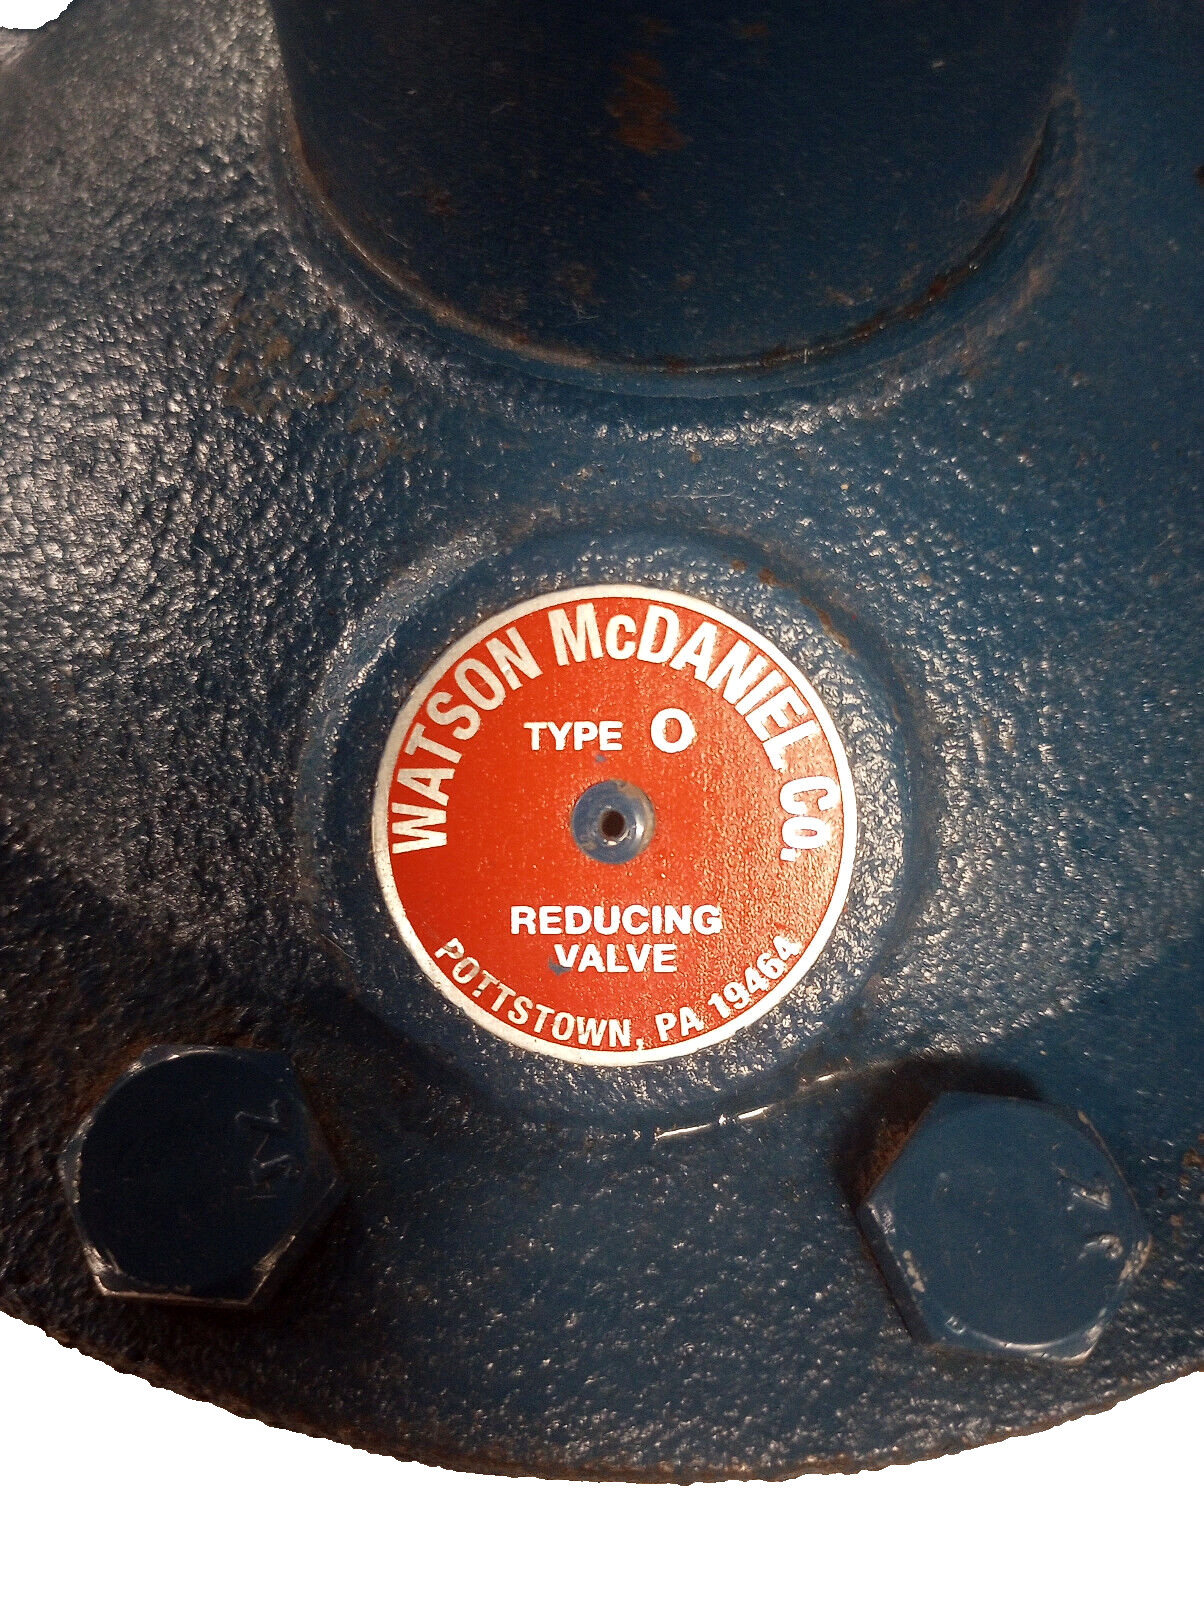 WATSON McDANIEL CO.
TYPE O
REDUCING
VALVE
POTTSTOWN, PA 19464